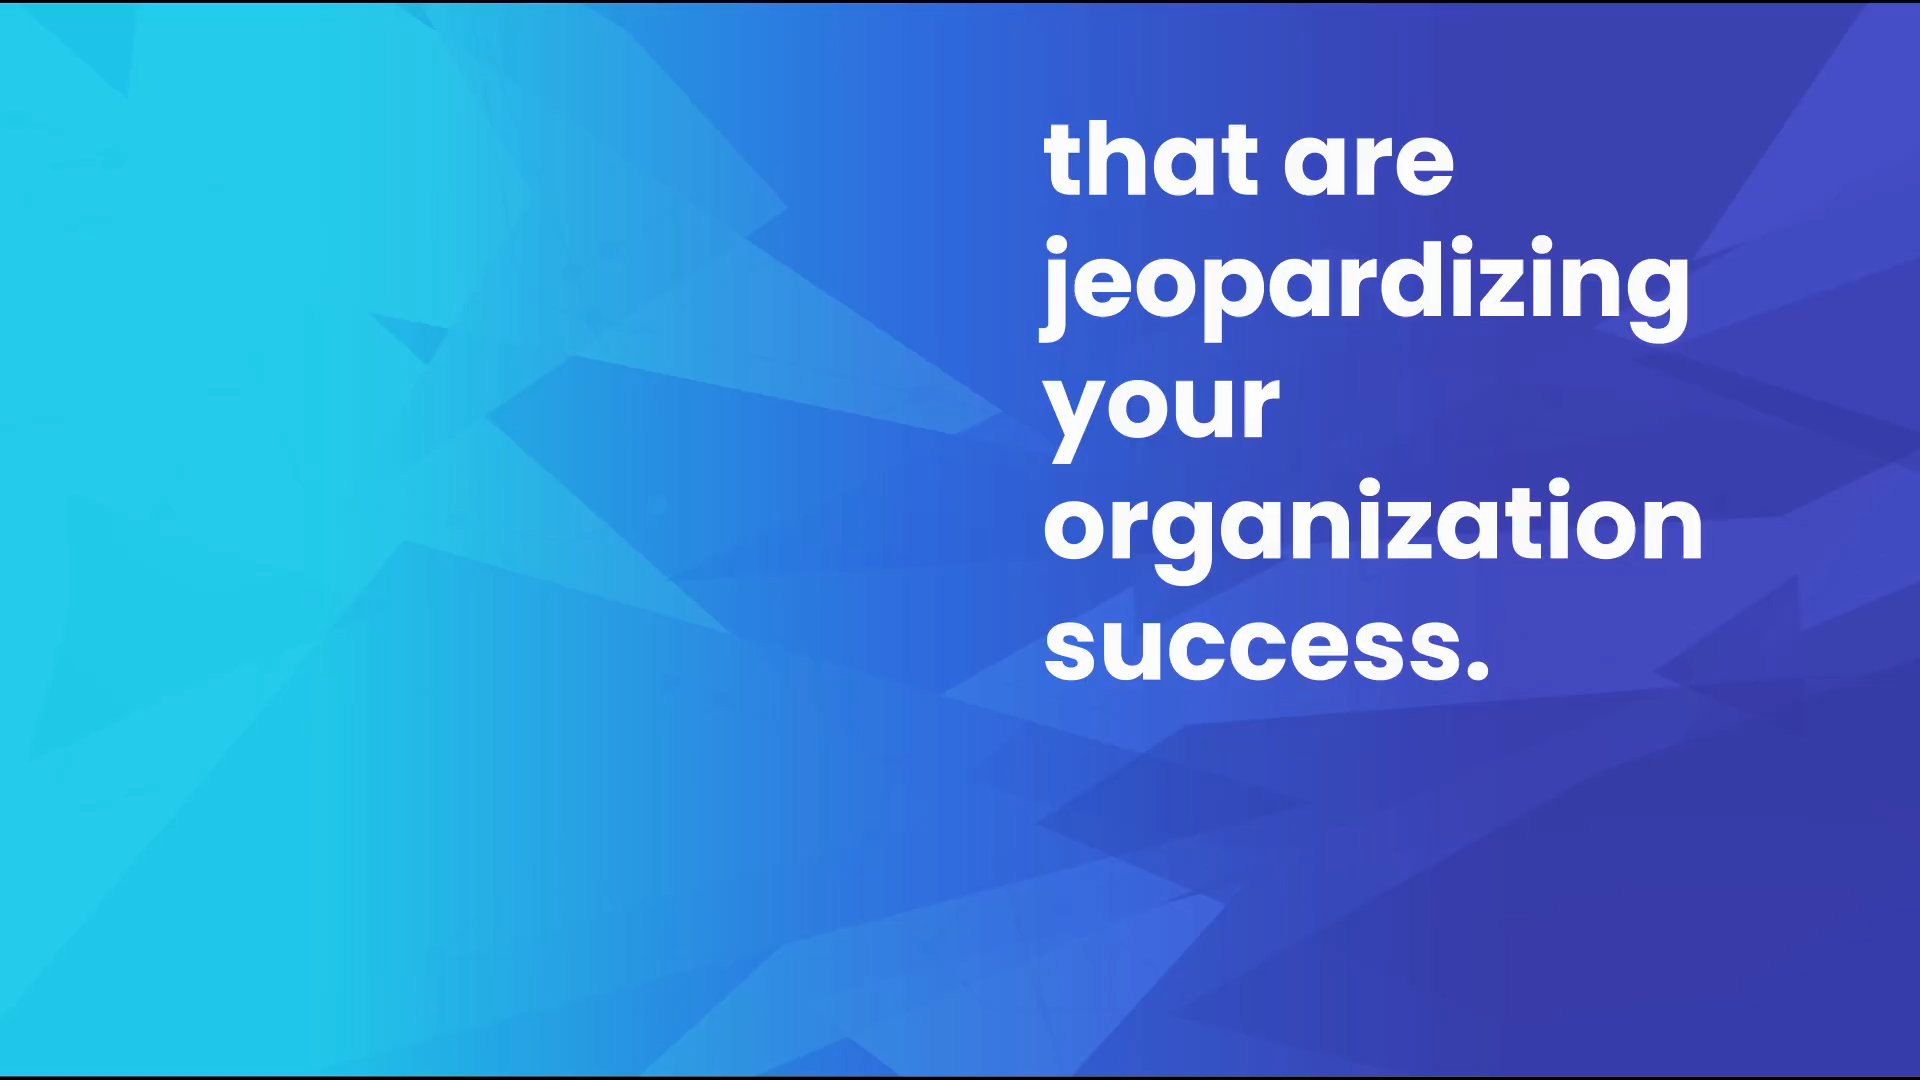 that are
jeopardizing
your
organization
success.